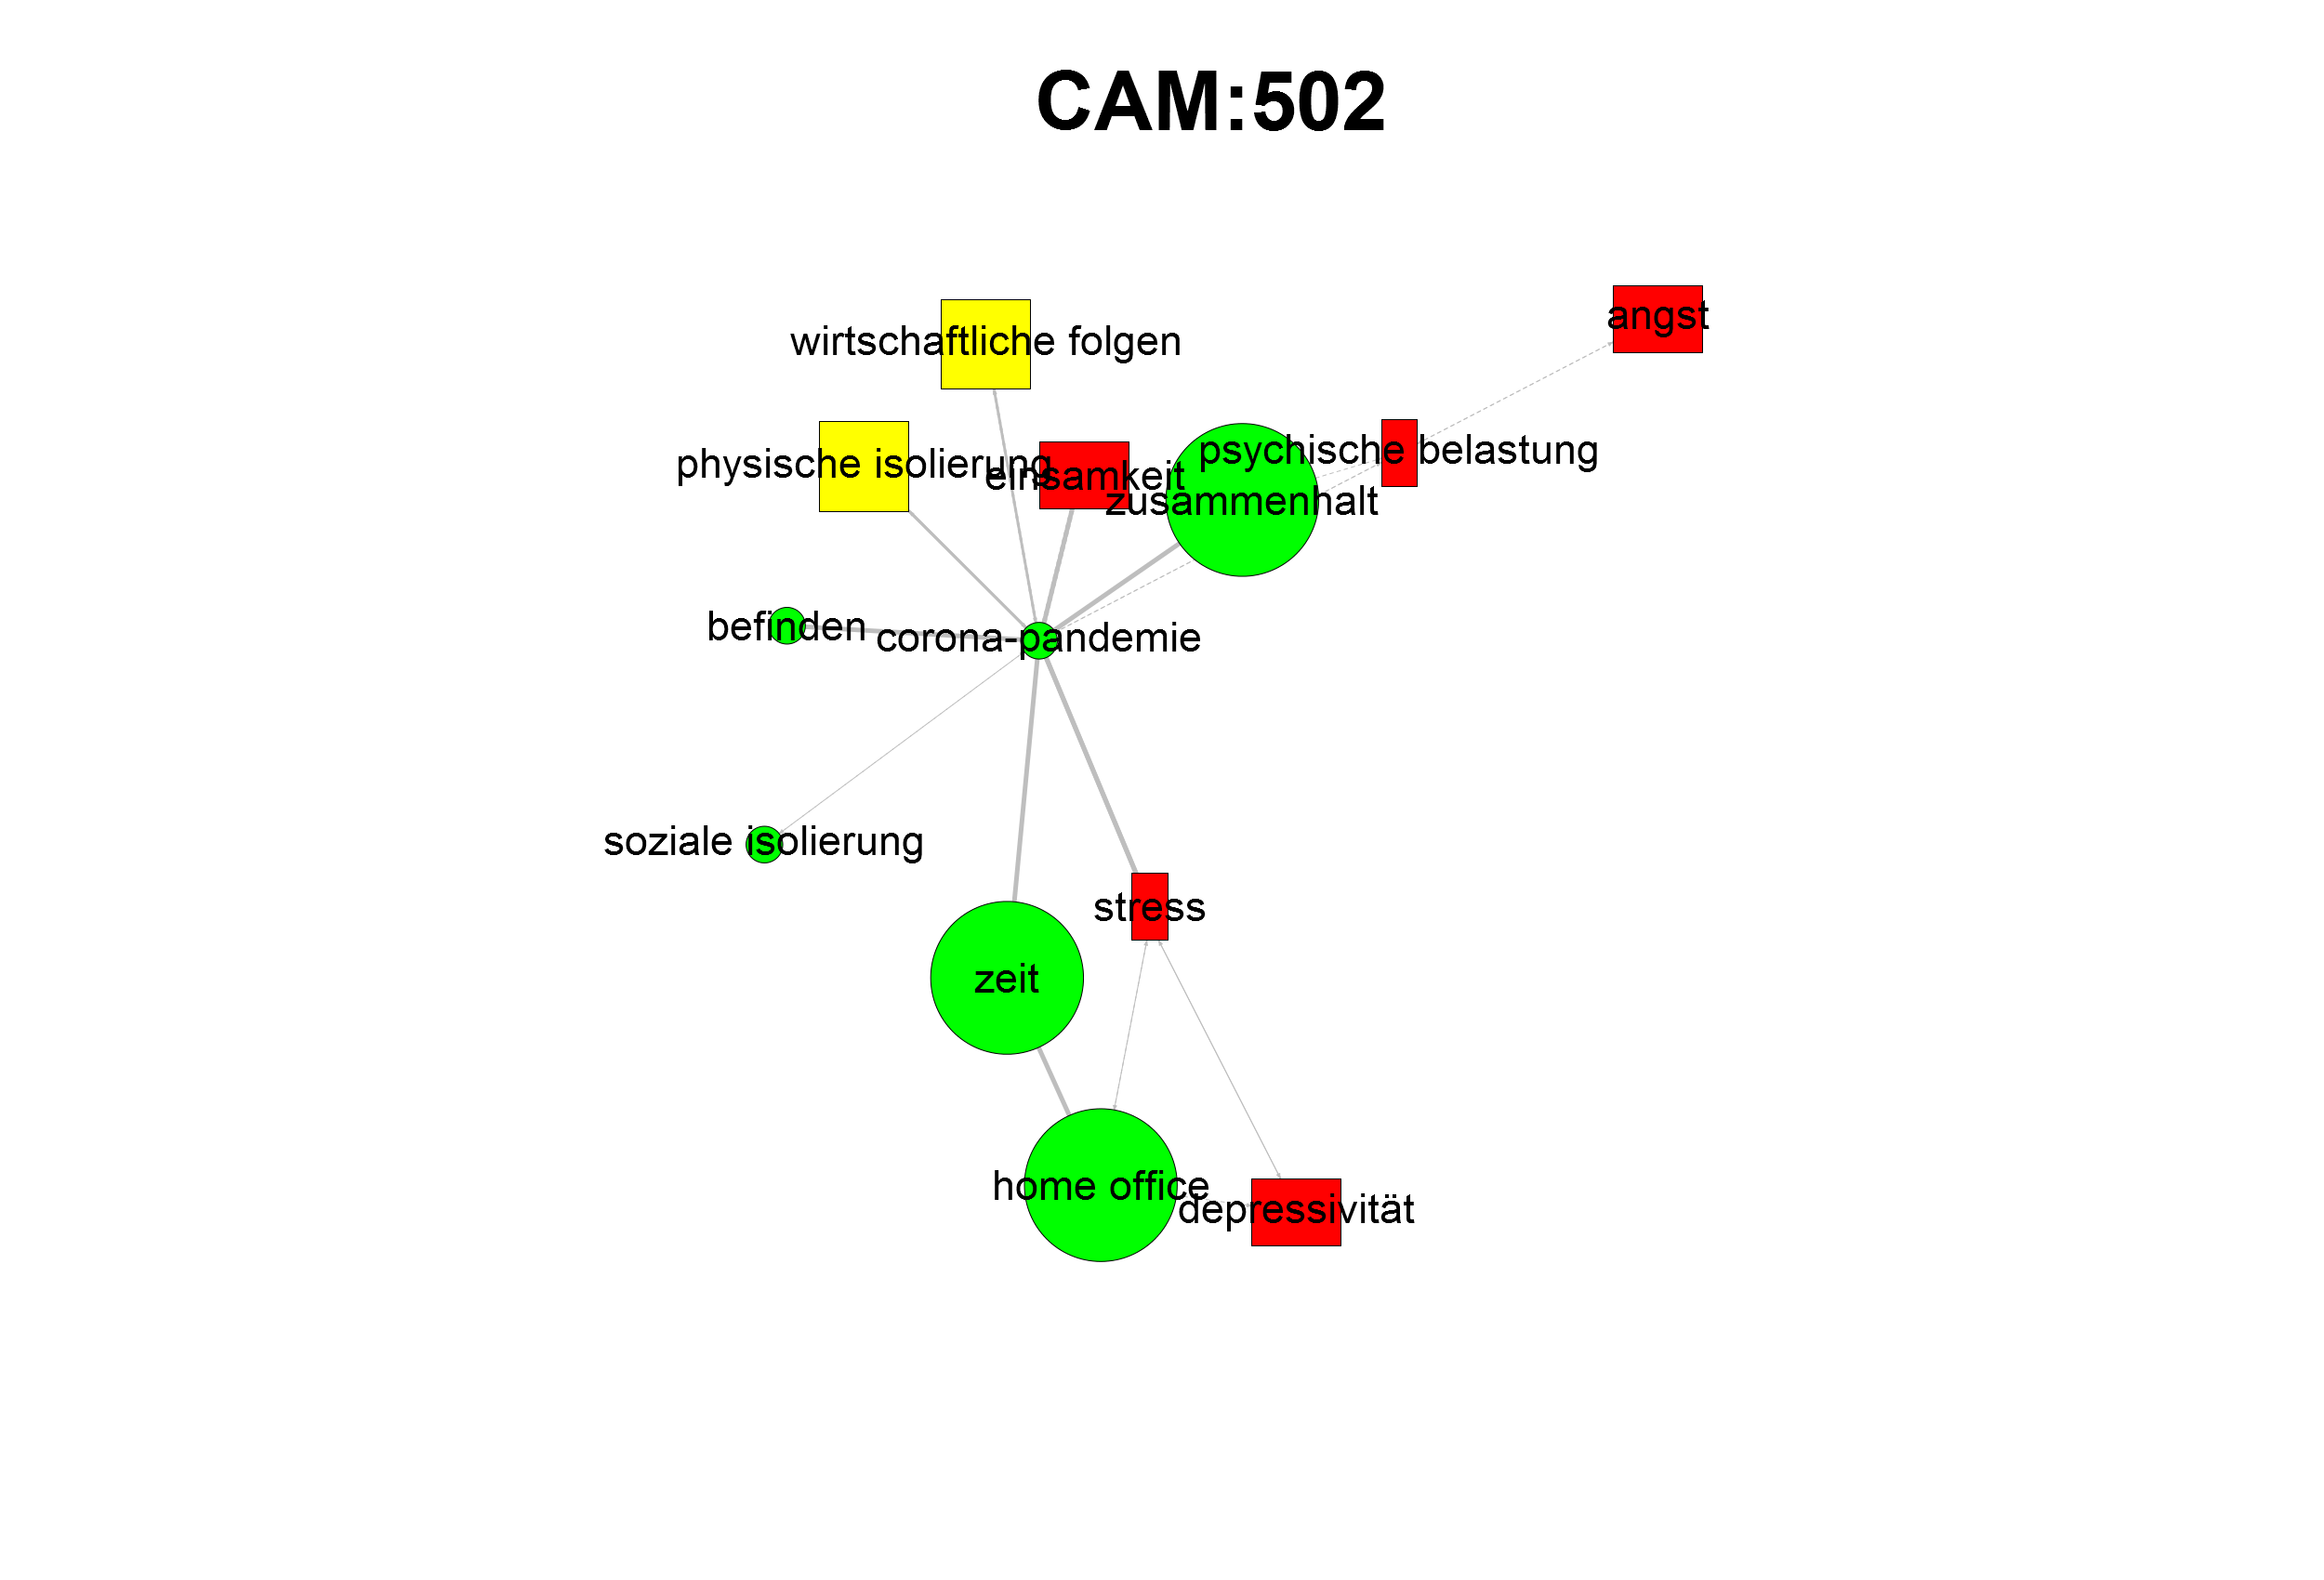 CAM:502
angst
wirtschaftliche folgen
psychische belastung
physische isolierung
einsamkeit
zusammenhalt
befinden
corona-pandemie
soziale isolierung
stress
zeit
home office
depressivität